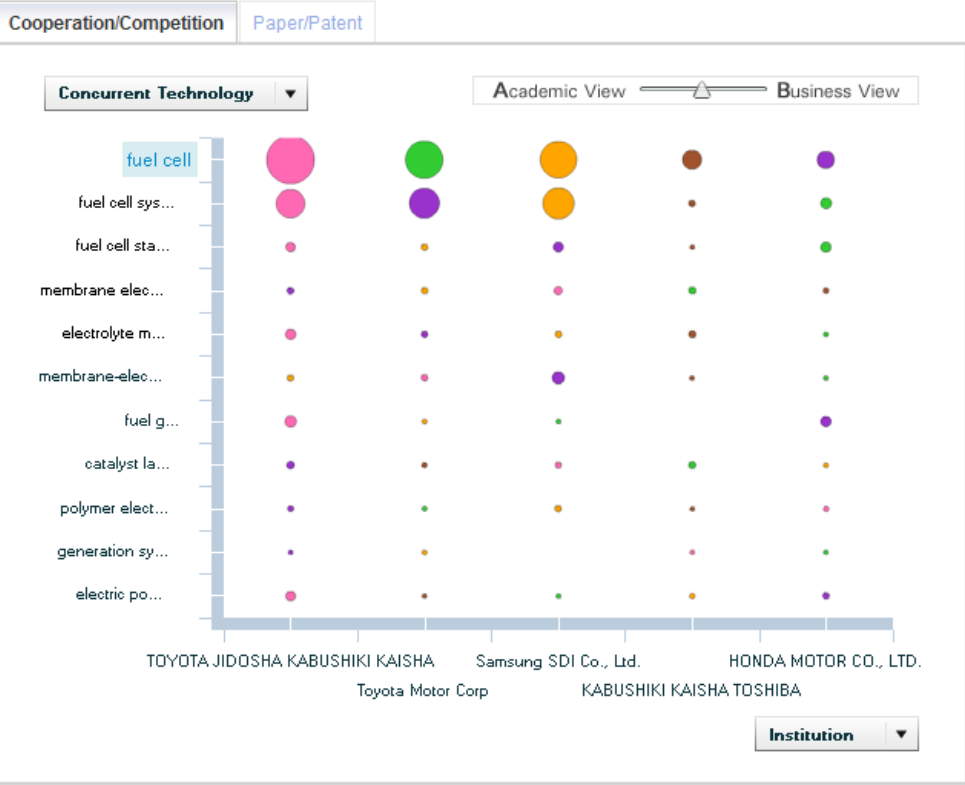 Cooperation/Competition Paper/Patent
Concurrent Technology
Academic View Business View
fuel cell
fuel cell sys...
fuel cell sta...
membrane elec...
electrolyte m...
membrane-elec...
fuel g...
catalyst la...
polymer elect...
generation sy...
electric po...
TOYOTA JIDOSHA KABUSHIKI KAISHA Samsung SDI Co., Ltd. HONDA MOTOR CO., LTD.
Toyota Motor Corp KABUSHIKI KAISHA TOSHIBA
Institution